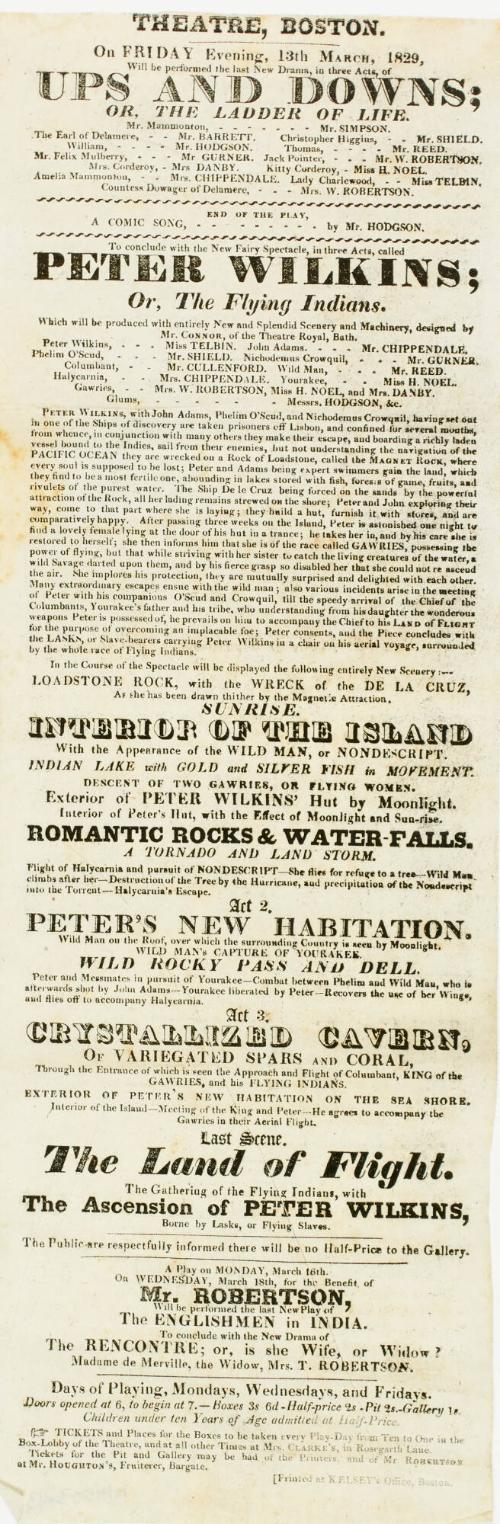 THEATRE, BOSTON.
On FRIDAY Evening, 13th MARCH, 1829,
Will be performed the last New Drama, in three Acts, of
UPS AND DOWNS;
OR, THE LADDER OF LIFE.
Mr. Mammonton, - - - - - - Mr. SIMPSON.
The Earl of Delamere, - - Mr. BARRETT. Christopher Higgins, - - Mr. SHIELD.
William, - - - Mr. HODGSON. Thomas, - - Mr. REED.
Mr. Felix Mulberry, - - Mr GURNER. Jack Pointer, - - - Mr. W. ROBERTSON.
Mrs. Corderoy, - Mrs DANBY. Kitty Corderoy, - Miss H. NOEL.
Amelia Mammonton, - Mrs. CHIPPENDALE. Lady Charlewood, - - Miss TELBIN.
Countess Dowager of Delamere, - - - Mrs. W. ROBERTSON.
END OF THE PLAY,
A COMIC SONG, - - - - - - - - - by Mr. HODGSON.
To conclude with the New Fairy Spectacle, in three Acts, called
PETER WILKINS;
Or, The Flying Indians.
Which will be produced with entirely New and Splendid Scenery and Machinery, designed by
Mr. CONNOR, of the Theatre Royal, Bath.
Peter Wilkins, - - - Miss TELBIN. John Adams. - - - Mr. CHIPPENDALE.
Phelim O'Scud, - - - Mr. SHIELD. Nichodemus Crowquil, - - - Mr. GURNER.
Columbant, - - Mr. CULLENFORD. Wild Man, - - - Mr. REED.
Halycarnia, - - Mrs. CHIPPENDALE. Yourakee, - - Miss H. NOEL.
Gawries, - - Mrs. W. ROBERTSON, Miss H. NOEL, and Mrs. DANBY.
Glums, - - - - - Messrs. HODGSON, &c.
PETER WILKINS, with John Adams, Phelim O'Scud, and Nichodemus Crowquil, having set out
in one of the Ships of discovery are taken prisoners off Lisbon, and confined for several mouths,
from whence, in conjunction with many others they make their escape, and boarding a richly laden
vessel bound to the Indies, sail from their enemies, but not understanding the navigation of the
PACIFIC OCEAN they are wrecked on a Rock of Loadstone, called the MAGNET ROCK, where
every soul is supposed to be lost; Peter and Adams being expert swimmers gain the land, which
they find to be a most fertile one, abounding in lakes stored with fish, forests of game, fruits, and
rivulets of the purest water. The Ship De le Cruz being forced on the sands by the powerful
attraction of the Rock, all her lading remains strewed on the shore; Peter and John exploring their
way, come to that part where she is laying; they build a hut, furnish it with stores, and are
comparatively happy. After passing three weeks on the Island, Peter is astonished one night to
find a lovely female lying at the door of his hut in a trance; he takes her in, and by his care she is
restored to herself; she then informs him that she is of the race called GAWRIES, possessing the
power of flying, but that while striving with her sister to catch the living creatures of the water, a
wild Savage darted upon them, and by his fierce grasp so disabled her that she could not re ascend
the air. She implores his protection, they are mutually surprised and delighted with each other.
Many extraordinary escapes ensue with the wild man; also various incidents arise in the meeting
of Peter with his companions O'Scud and Crowquil, till the speedy arrival of the Chief of the
Columbants, Yourakee's father and his tribe, who understanding from his daughter the wonderous
weapons Peter is possessed of, he prevails on him to accompany the Chief to his LAND OF FLIGHT
for the purpose of overcoming an implacable foe; Peter consents, and the Piece concludes with
the LASKS, or Slave-bearers carrying Peter Wilkins in a chair on his aerial voyage, surrounded
by the whole race of Flying Indians.
In the Course of the Spectacle will be displayed the following entirely New Scenery :--
LOADSTONE ROCK, with the WRECK of the DE LA CRUZ,
As she has been drawn thither by the Magnetic Attraction.
SUNRISE.
INTERIOR OF THE ISLAND
With the Appearance of the WILD MAN, or NONDESCRIPT.
INDIAN LAKE with GOLD and SILVER FISH in MOVEMENT.
DESCENT OF TWO GAWRIES, OR FLYING WOMEN.
Exterior of PETER WILKINS' Hut by Moonlight.
Interior of Peter's Hut, with the Effect of Moonlight and Sun-rise.
ROMANTIC ROCKS & WATER-FALLS.
A TORNADO AND LAND STORM.
Flight of Halycarnia and pursuit of NONDESCRIPT—She flies for refuge to a tree—Wild Man
climbs after her—Destruction of the Tree by the Hurricane, and precipitation of the Nondescript
into the Torrent—Halycarnia's Escape.
Act 2.
PETER'S NEW HABITATION.
Wild Man on the Roof, over which the surrounding Country is seen by Moonlight.
WILD MAN's CAPTURE OF YOURAKEE.
WILD ROCKY PASS AND DELL.
Peter and Messmates in pursuit of Yourakee—Combat between Phelim and Wild Man, who is
afterwards shot by John Adams—Yourakee liberated by Peter—Recovers the use of her Wings,
and flies off to accompany Halycarnia.
Act 3.
CRYSTALLIZED CAVERN,
OF VARIEGATED SPARS AND CORAL,
Through the Entrance of which is seen the Approach and Flight of Columbant, KING of the
GAWRIES, and his FLYING INDIANS.
EXTERIOR OF PETER'S NEW HABITATION ON THE SEA SHORE.
Interior of the Island—Meeting of the King and Peter—He agrees to accompany the
Gawries in their Aerial Flight.
Last Scene.
The Land of Flight.
The Gathering of the Flying Indians, with
The Ascension of PETER WILKINS,
Borne by Lasks, or Flying Slaves.
The Public are respectfully informed there will be no Half-Price to the Gallery.
A Play on MONDAY, March 16th.
On WEDNESDAY, March 18th, for the Benefit of
Mr. ROBERTSON,
Will be performed the last New Play of
The ENGLISHMEN in INDIA.
To conclude with the New Drama of
The RENCONTRE; or, is she Wife, or Widow?
Madame de Merville, the Widow, Mrs. T. ROBERTSON.
Days of Playing, Mondays, Wednesdays, and Fridays.
Doors opened at 6, to begin at 7.—Boxes 3s 6d-Half-price 2s -Pit 2s.-Gallery 1s
Children under ten Years of Age admitted at Half-Price.
☞ TICKETS and Places for the Boxes to be taken every Play-Day from Ten to One in the
Box-Lobby of the Theatre, and at all other Times at Mrs. CLARKE'S, in Rosegarth Lane.
Tickets for the Pit and Gallery may be had of the Printers, and of Mr ROBERTSON
at Mr. HOUGHTON'S, Fruiterer, Bargate.
[Printed at KELSEY'S Office, Boston.